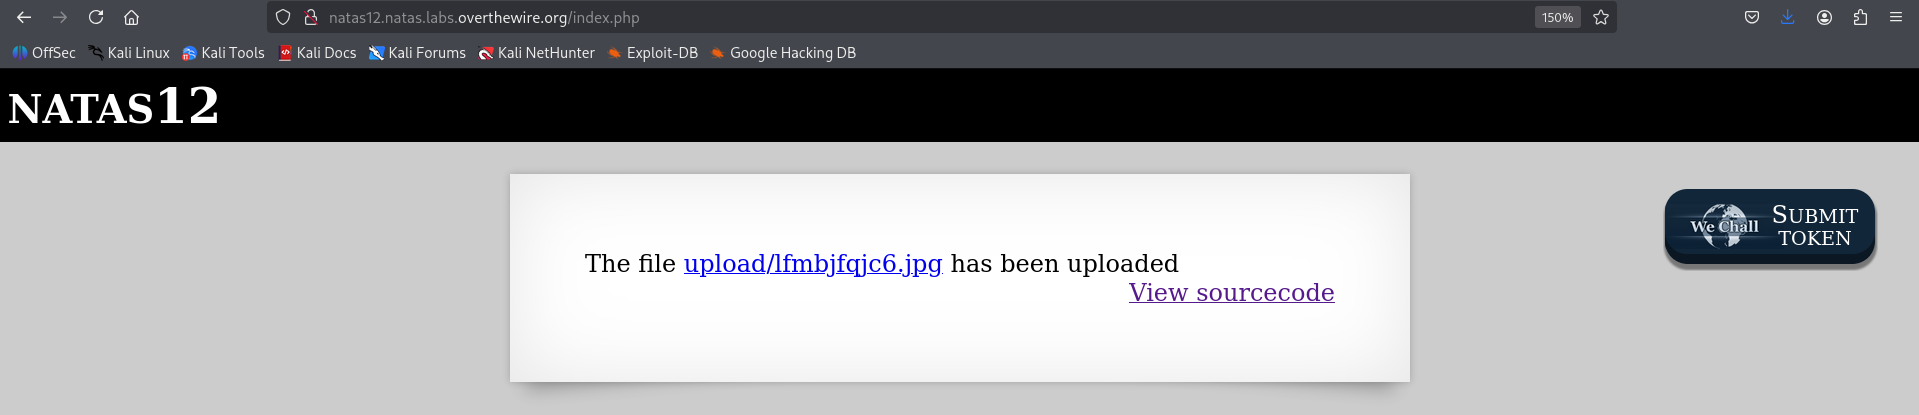 natas12.natas.labs.overthewire.org/index.php 150%
OffSec Kali Linux Kali Tools Kali Docs Kali Forums Kali NetHunter Exploit-DB Google Hacking DB
NATAS12
We Chall SUBMIT TOKEN
The file upload/lfmbjfqjc6.jpg has been uploaded
View sourcecode